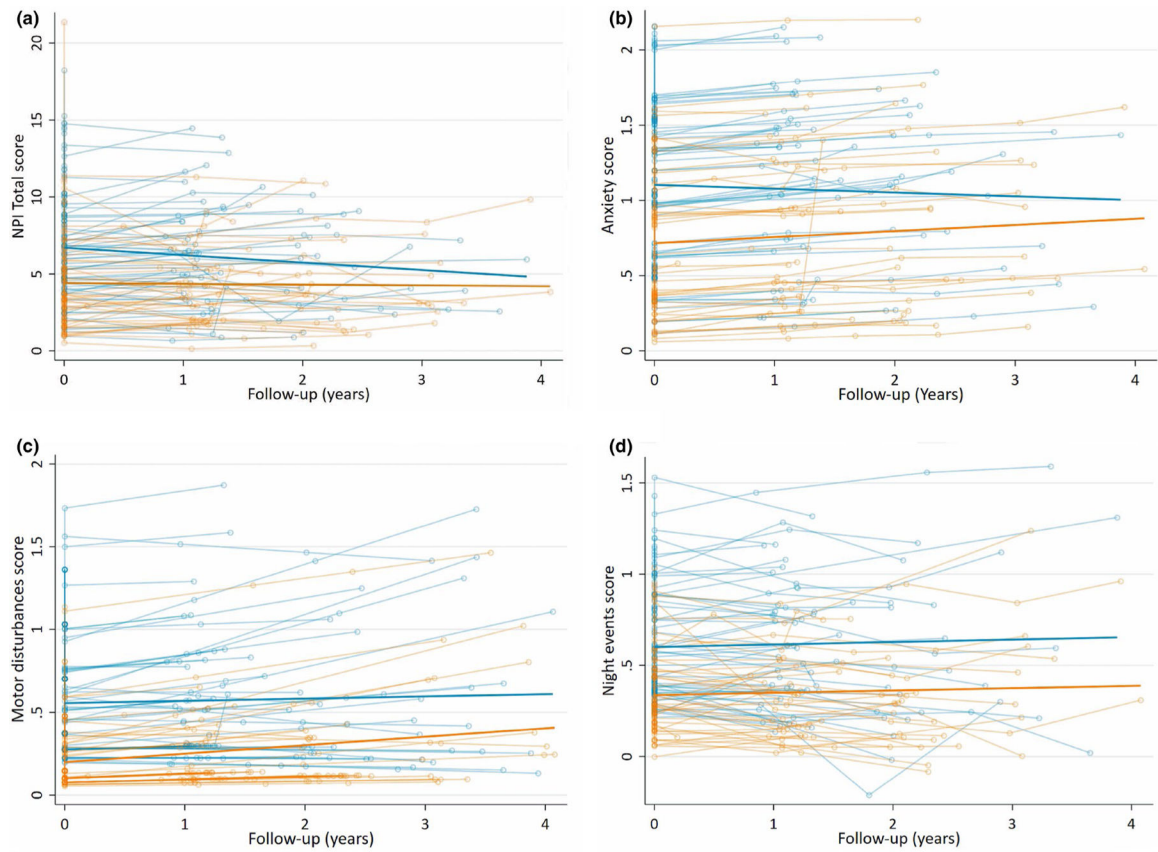 (a)
NPI Total score
20
15
10
5
0
0 1 2 3 4
Follow-up (years)
(b)
Anxiety score
2
1.5
1
.5
0
0 1 2 3 4
Follow-up (Years)
(c)
Motor disturbances score
2
1.5
1
.5
0
0 1 2 3 4
Follow-up (years)
(d)
Night events score
1.5
1
.5
0
0 1 2 3 4
Follow-up (years)